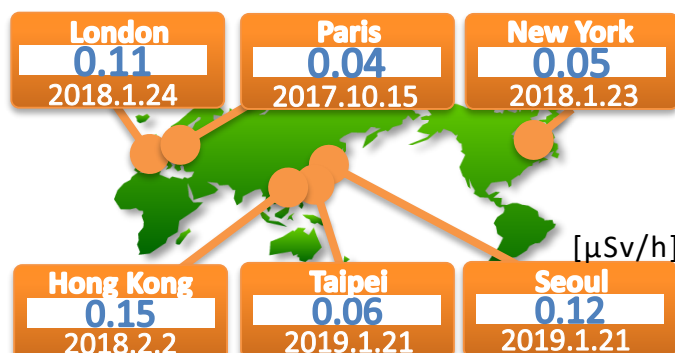 London
0.11
2018.1.24
Paris
0.04
2017.10.15
New York
0.05
2018.1.23
[μSv/h]
Hong Kong
0.15
2018.2.2
Taipei
0.06
2019.1.21
Seoul
0.12
2019.1.21